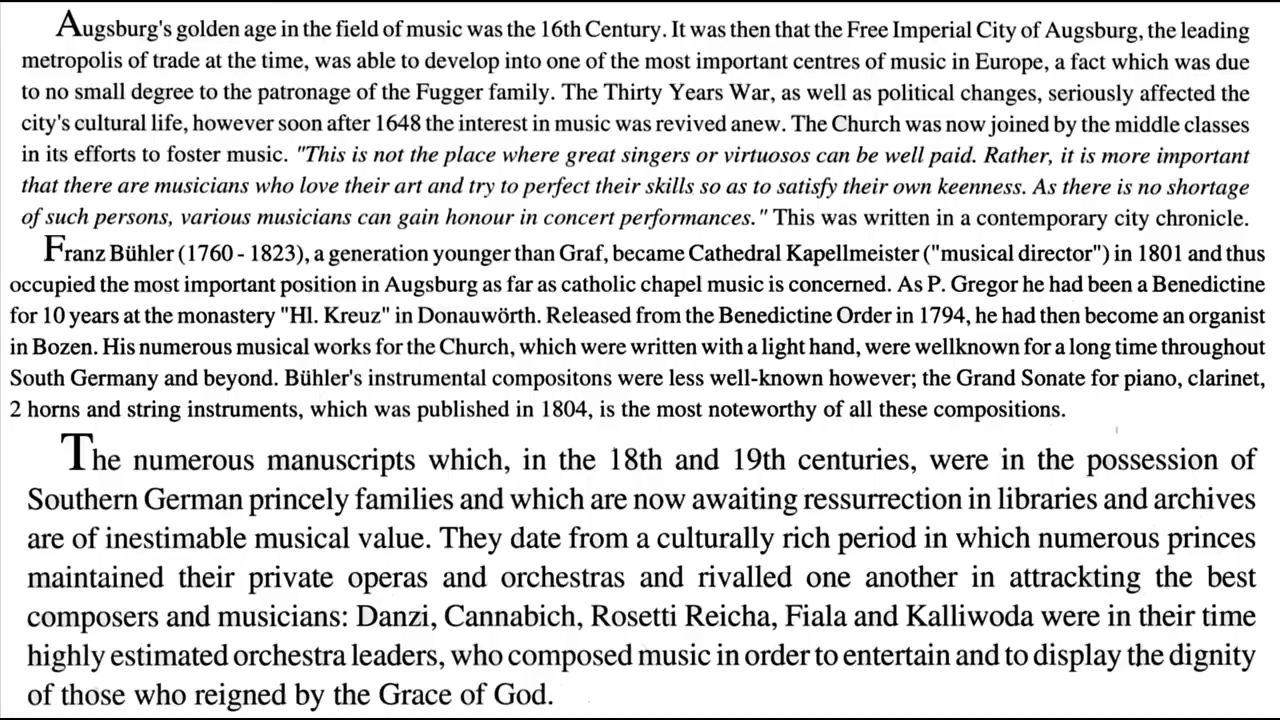 Augsburg's golden age in the field of music was the 16th Century. It was then that the Free Imperial City of Augsburg, the leading
metropolis of trade at the time, was able to develop into one of the most important centres of music in Europe, a fact which was due
to no small degree to the patronage of the Fugger family. The Thirty Years War, as well as political changes, seriously affected the
city's cultural life, however soon after 1648 the interest in music was revived anew. The Church was now joined by the middle classes
in its efforts to foster music. "This is not the place where great singers or virtuosos can be well paid. Rather, it is more important
that there are musicians who love their art and try to perfect their skills so as to satisfy their own keenness. As there is no shortage
of such persons, various musicians can gain honour in concert performances." This was written in a contemporary city chronicle.
Franz Bühler (1760 - 1823), a generation younger than Graf, became Cathedral Kapellmeister ("musical director") in 1801 and thus
occupied the most important position in Augsburg as far as catholic chapel music is concerned. As P. Gregor he had been a Benedictine
for 10 years at the monastery "Hl. Kreuz" in Donauwörth. Released from the Benedictine Order in 1794, he had then become an organist
in Bozen. His numerous musical works for the Church, which were written with a light hand, were wellknown for a long time throughout
South Germany and beyond. Bühler's instrumental compositons were less well-known however; the Grand Sonate for piano, clarinet,
2 horns and string instruments, which was published in 1804, is the most noteworthy of all these compositions.
The numerous manuscripts which, in the 18th and 19th centuries, were in the possession of
Southern German princely families and which are now awaiting ressurrection in libraries and archives
are of inestimable musical value. They date from a culturally rich period in which numerous princes
maintained their private operas and orchestras and rivalled one another in attrackting the best
composers and musicians: Danzi, Cannabich, Rosetti Reicha, Fiala and Kalliwoda were in their time
highly estimated orchestra leaders, who composed music in order to entertain and to display the dignity
of those who reigned by the Grace of God.